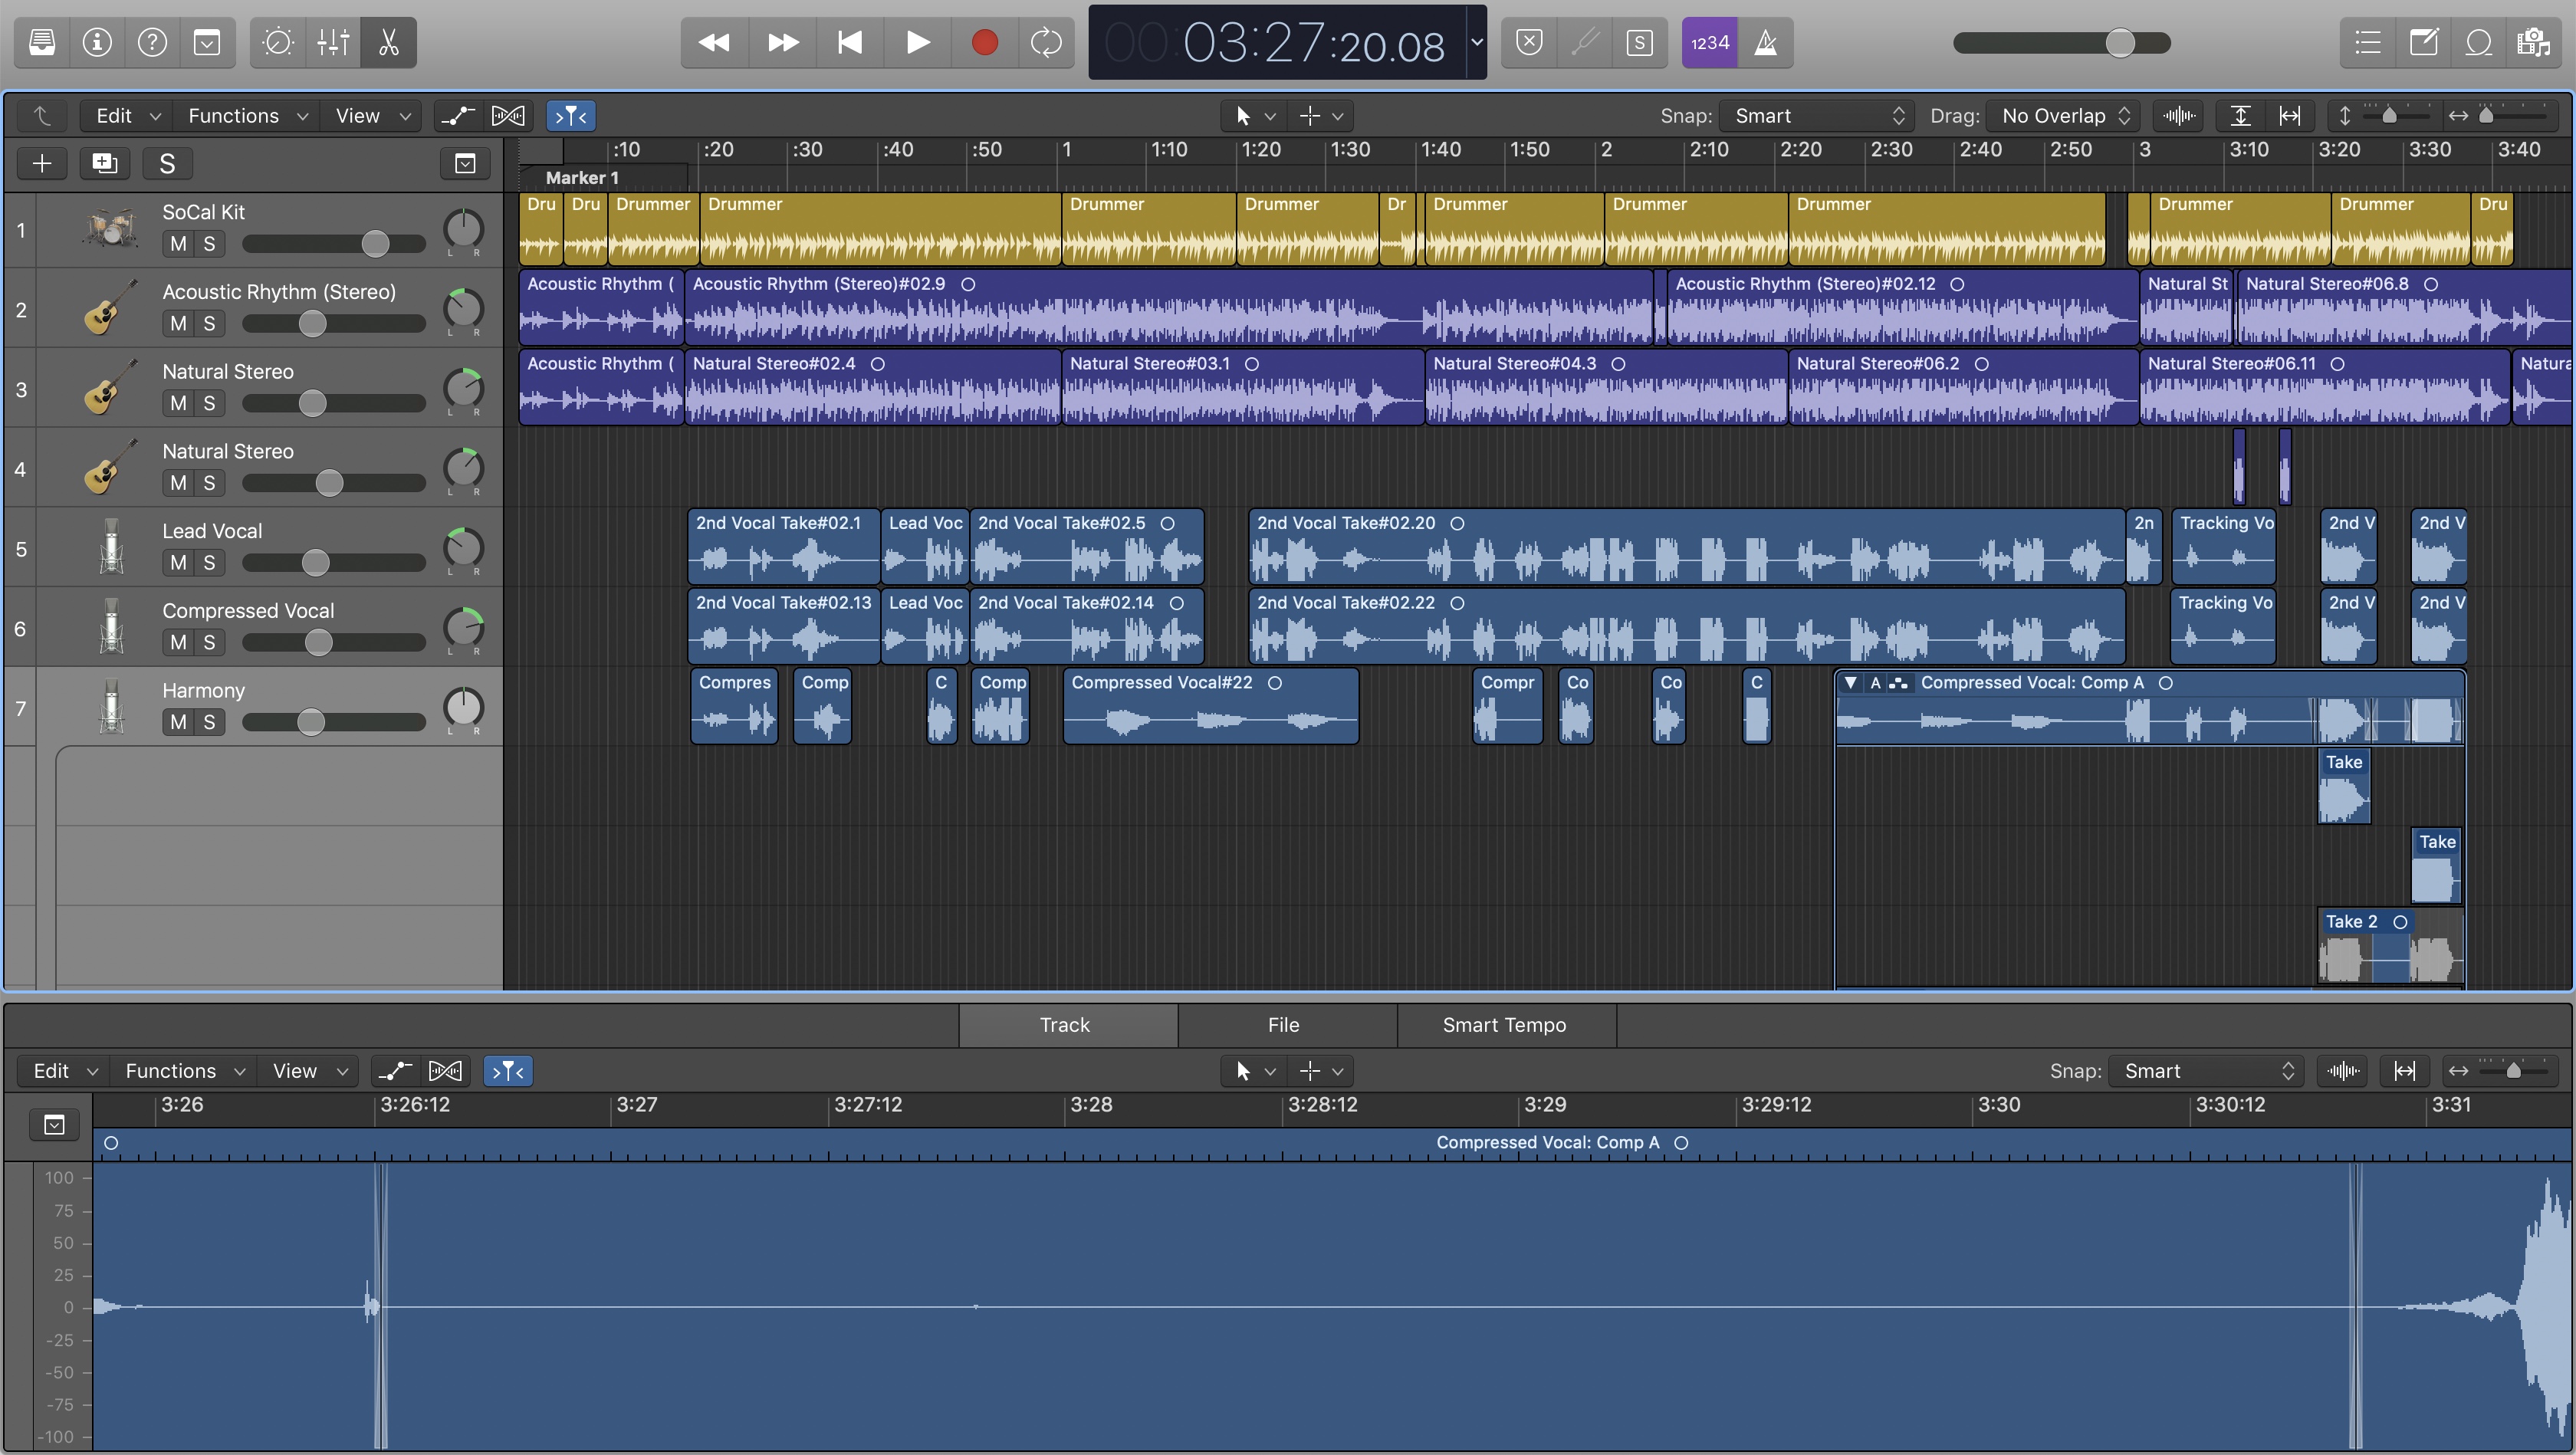 00:03:27:20.08
S
1234
Edit Functions View Snap: Smart Drag: No Overlap
S
:10 :20 :30 :40 :50 1 1:10 1:20 1:30 1:40 1:50 2 2:10 2:20 2:30 2:40 2:50 3 3:10 3:20 3:30 3:40
Marker 1
1 SoCal Kit
M S
L R
Dru Dru Drummer Drummer Drummer Drummer Dr Drummer Drummer Drummer Drummer Drummer Dru
2 Acoustic Rhythm (Stereo)
M S
L R
Acoustic Rhythm ( Acoustic Rhythm (Stereo)#02.9 Acoustic Rhythm (Stereo)#02.12 Natural St Natural Stereo#06.8
3 Natural Stereo
M S
L R
Acoustic Rhythm ( Natural Stereo#02.4 Natural Stereo#03.1 Natural Stereo#04.3 Natural Stereo#06.2 Natural Stereo#06.11 Natura
4 Natural Stereo
M S
L R
5 Lead Vocal
M S
L R
2nd Vocal Take#02.1 Lead Voc 2nd Vocal Take#02.5 2nd Vocal Take#02.20 2n Tracking Vo 2nd V 2nd V
6 Compressed Vocal
M S
L R
2nd Vocal Take#02.13 Lead Voc 2nd Vocal Take#02.14 2nd Vocal Take#02.22 Tracking Vo 2nd V 2nd V
7 Harmony
M S
L R
Compres Comp C Comp Compressed Vocal#22 Compr Co Co C A Compressed Vocal: Comp A
Take
Take
Take 2
Track File Smart Tempo
Edit Functions View Snap: Smart
3:26 3:26:12 3:27 3:27:12 3:28 3:28:12 3:29 3:29:12 3:30 3:30:12 3:31
Compressed Vocal: Comp A
100
75
50
25
0
-25
-50
-75
-100